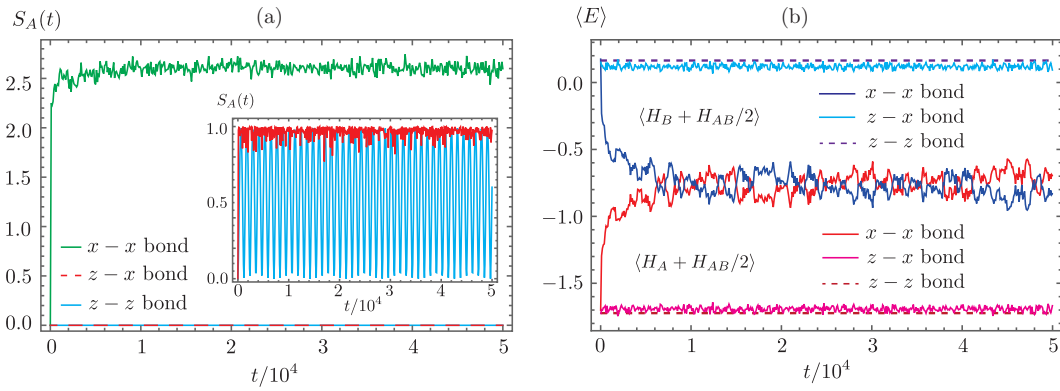 S_A(t)
(a)
2.5
2.0
1.5
1.0
0.5
0.0
x − x bond
z − x bond
z − z bond
0
1
2
3
4
5
t/10^4
S_A(t)
1.0
0.5
0.0
0
1
2
3
4
5
t/10^4
⟨E⟩
(b)
0.0
−0.5
−1.0
−1.5
x − x bond
⟨H_B + H_AB/2⟩
z − x bond
z − z bond
x − x bond
⟨H_A + H_AB/2⟩
z − x bond
z − z bond
0
1
2
3
4
5
t/10^4